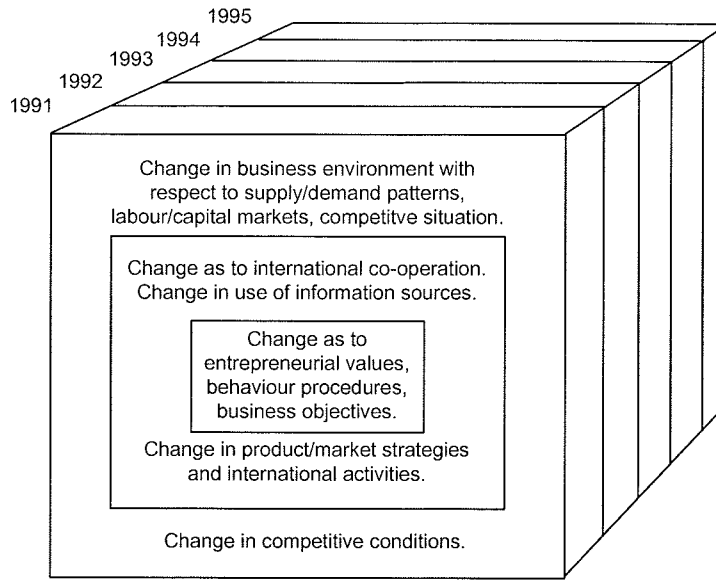 1995
1994
1993
1992
1991
Change in business environment with
respect to supply/demand patterns,
labour/capital markets, competitve situation.
Change as to international co-operation.
Change in use of information sources.
Change as to
entrepreneurial values,
behaviour procedures,
business objectives.
Change in product/market strategies
and international activities.
Change in competitive conditions.